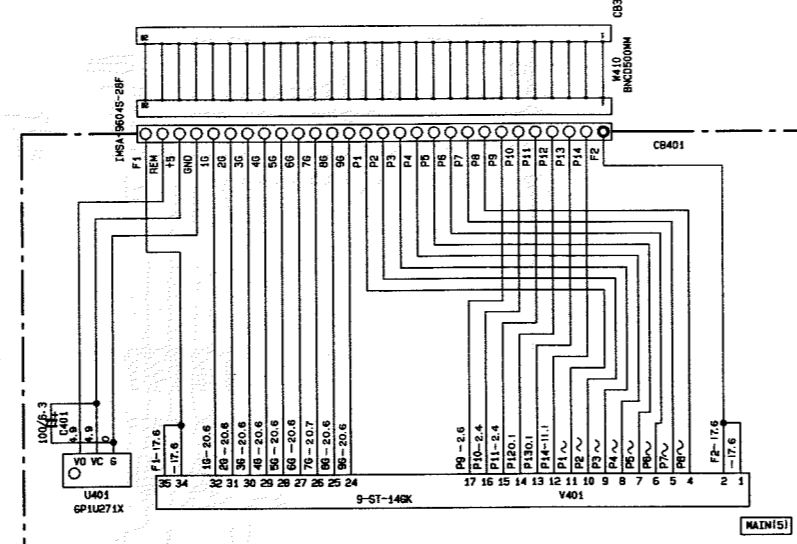 CB3
W410
BNCD500MM
IMSA-9604S-28F
CB401
F1 REM +5 GND 1G 2G 3G 4G 5G 6G 7G 8G 9G P1 P2 P3 P4 P5 P6 P7 P8 P9 P10 P11 P12 P13 P14 F2
100/6.3
C401
4.9 4.9 0
VO VC G
U401
GP1U271X
F1-17.6
-17.6
1G-20.6
2G-20.6
3G-20.6
4G-20.6
5G-20.6
6G-20.6
7G-20.7
8G-20.6
9G-20.6
P9-2.6
P10-2.4
P11-2.4
P120.1
P130.1
P14-11.1
P1~
P2~
P3~
P4~
P5~
P6~
P7~
P8~
F2-17.6
-17.6
35 34 32 31 30 29 28 27 26 25 24 17 16 15 14 13 12 11 10 9 8 7 6 5 4 2 1
9-ST-14GK
V401
MAIN(5)